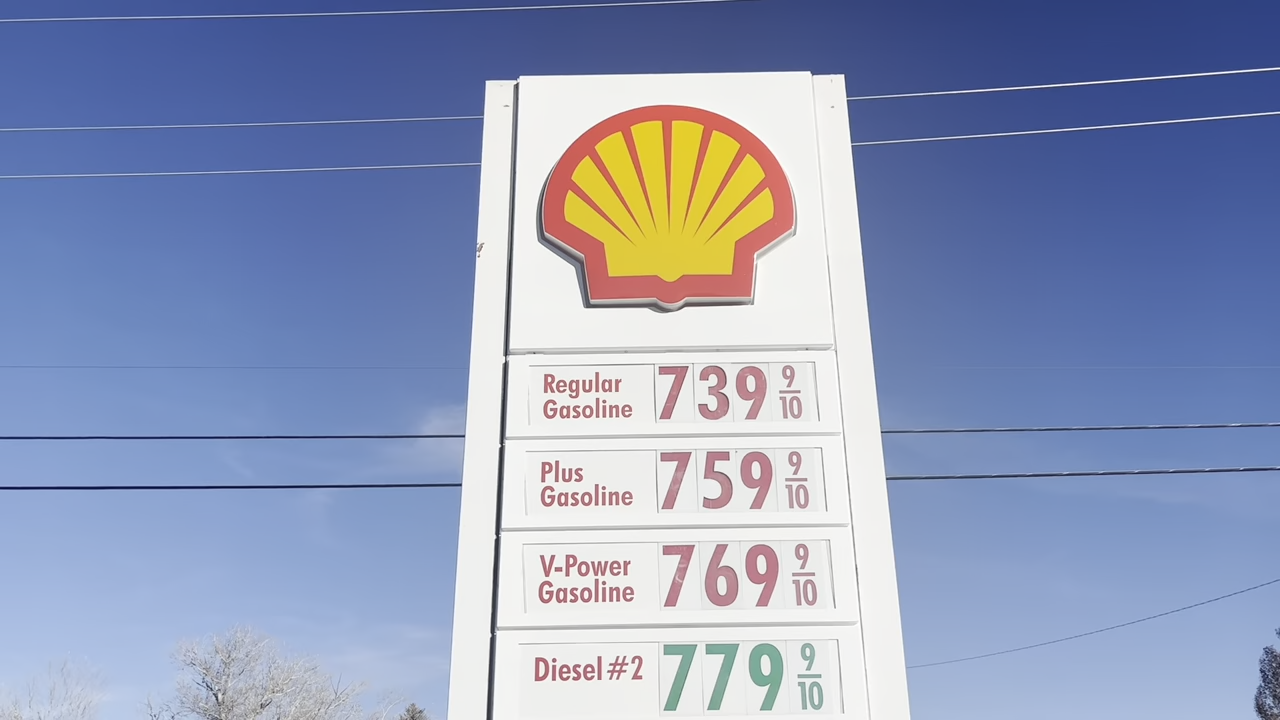 Regular
Gasoline
739 9/10
Plus
Gasoline
759 9/10
V-Power
Gasoline
769 9/10
Diesel #2
779 9/10